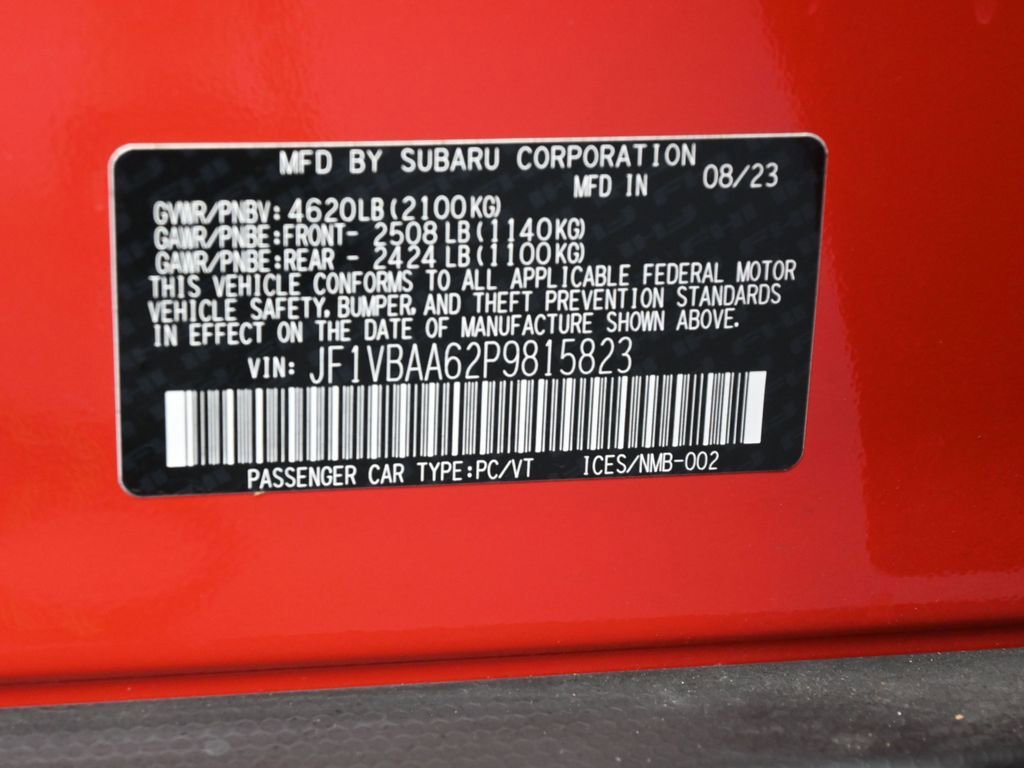 MFD BY SUBARU CORPORATION
MFD IN 08/23
GVWR/PNBV: 4620LB(2100KG)
GAWR/PNBE:FRONT- 2508 LB(1140KG)
GAWR/PNBE:REAR - 2424 LB(1100KG)
THIS VEHICLE CONFORMS TO ALL APPLICABLE FEDERAL MOTOR
VEHICLE SAFETY, BUMPER, AND THEFT PREVENTION STANDARDS
IN EFFECT ON THE DATE OF MANUFACTURE SHOWN ABOVE.
VIN: JF1VBAA62P9815823
PASSENGER CAR TYPE:PC/VT ICES/NMB-002